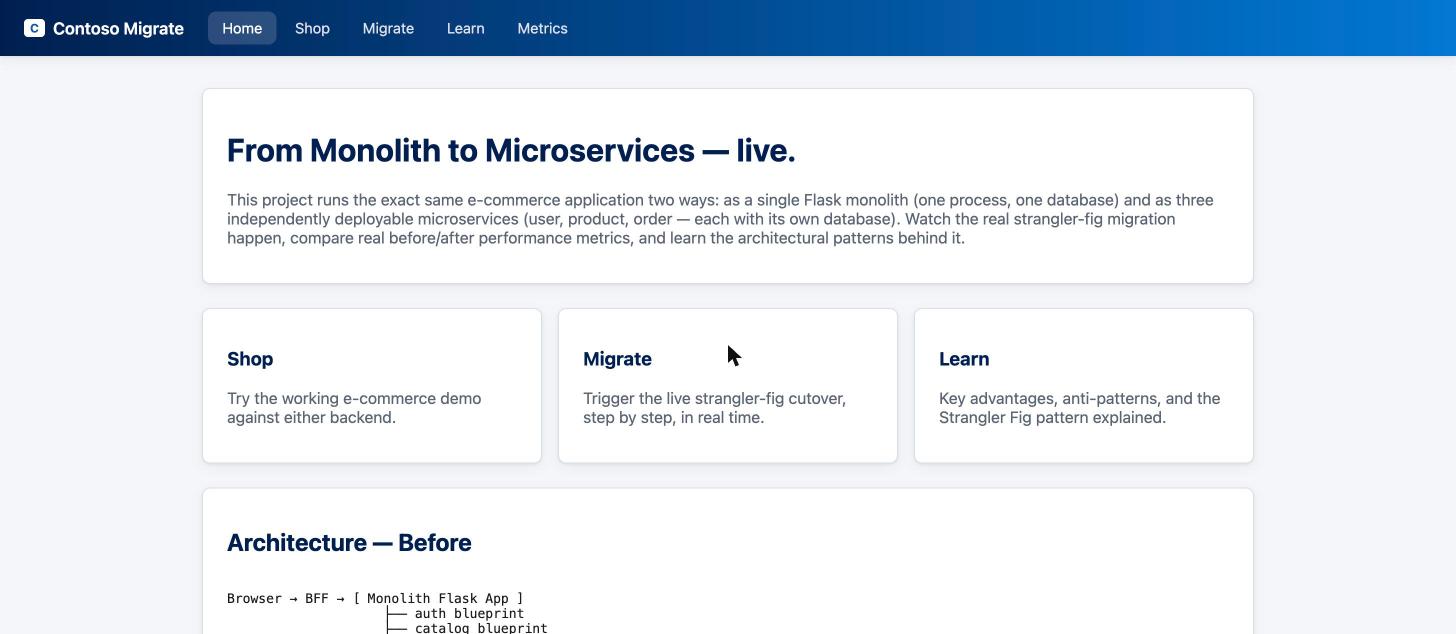 C Contoso Migrate Home Shop Migrate Learn Metrics
From Monolith to Microservices — live.
This project runs the exact same e-commerce application two ways: as a single Flask monolith (one process, one database) and as three
independently deployable microservices (user, product, order — each with its own database). Watch the real strangler-fig migration
happen, compare real before/after performance metrics, and learn the architectural patterns behind it.
Shop
Try the working e-commerce demo
against either backend.
Migrate
Trigger the live strangler-fig cutover,
step by step, in real time.
Learn
Key advantages, anti-patterns, and the
Strangler Fig pattern explained.
Architecture — Before
Browser → BFF → [ Monolith Flask App ]
├── auth blueprint
├── catalog blueprint